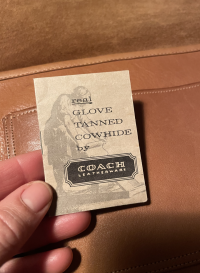 real
GLOVE
TANNED
COWHIDE
by
COACH
LEATHERWARE